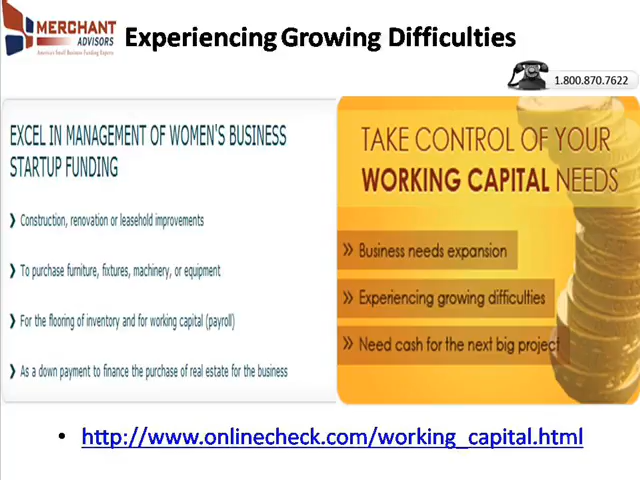 MERCHANT
ADVISORS
America's Small Business Funding Experts
Experiencing Growing Difficulties
1.800.870.7622
EXCEL IN MANAGEMENT OF WOMEN'S BUSINESS
STARTUP FUNDING
Construction, renovation or leasehold improvements
To purchase furniture, fixtures, machinery, or equipment
For the flooring of inventory and for working capital (payroll)
As a down payment to finance the purchase of real estate for the business
TAKE CONTROL OF YOUR
WORKING CAPITAL NEEDS
» Business needs expansion
» Experiencing growing difficulties
» Need cash for the next big project
• http://www.onlinecheck.com/working_capital.html